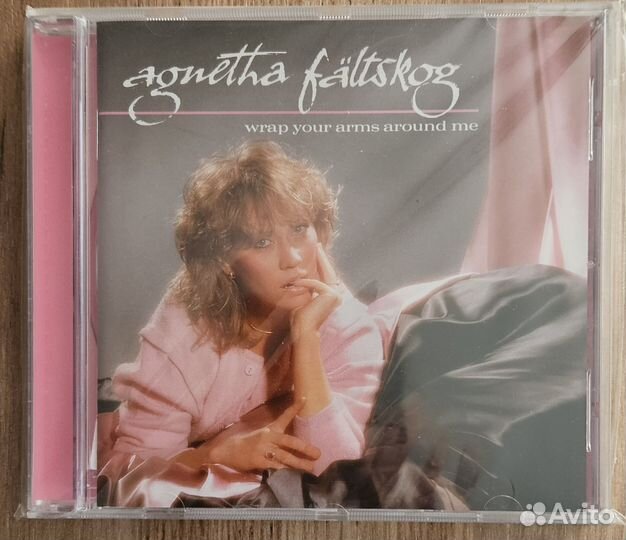 agnetha fältskog
wrap your arms around me
Avito